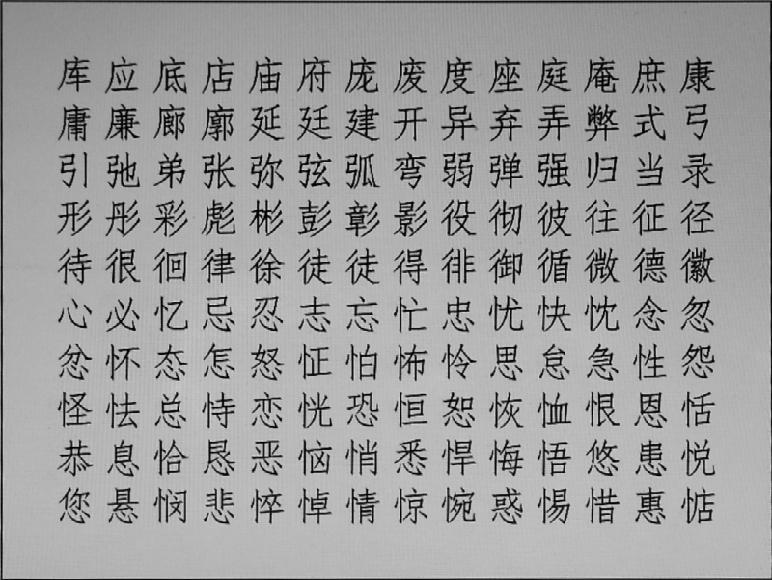 库应底店庙府庞废度座庭庵庶康
庸廉廊廓延廷建开异弃弄弊式弓
引弛弟张弥弦弧弯弱弹强归当录
形彤彩彪彬彭彰影役彻彼往征径
待很徊律徐徒徒得徘御循微德徽
心必忆忌忍志忘忙忠忧快忱念忽
忿怀态怎怒怔怕怖怜思怠急性怨
怪怯总恃恋恍恐恒恕恢恤恨恩恬
恭息恰恳恶恼悄悉悍悔悟悠患悦
您悬悯悲悴悼情惊惋惑惕惜惠惦